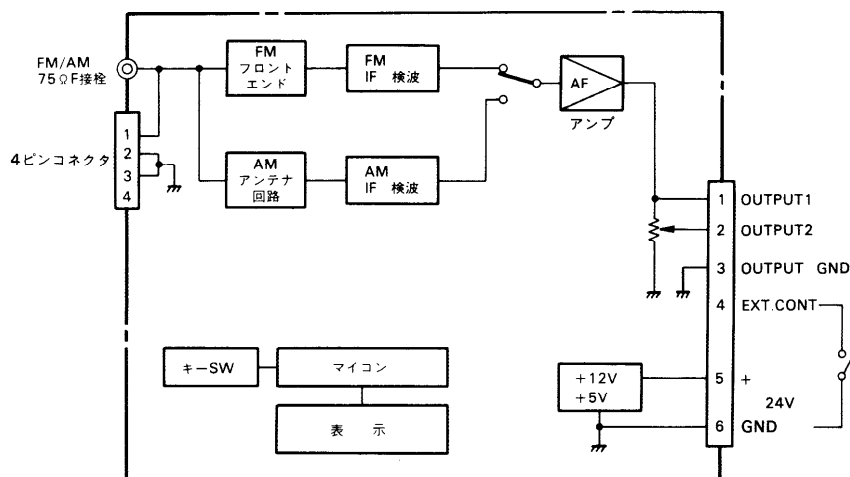 FM/AM
75ΩF接栓
4ピンコネクタ
1
2
3
4
FM
フロント
エンド
FM
IF 検波
AM
アンテナ
回路
AM
IF 検波
AF
アンプ
1 OUTPUT1
2 OUTPUT2
3 OUTPUT GND
4 EXT.CONT
5 +
24V
6 GND
+12V
+5V
キーSW
マイコン
表 示